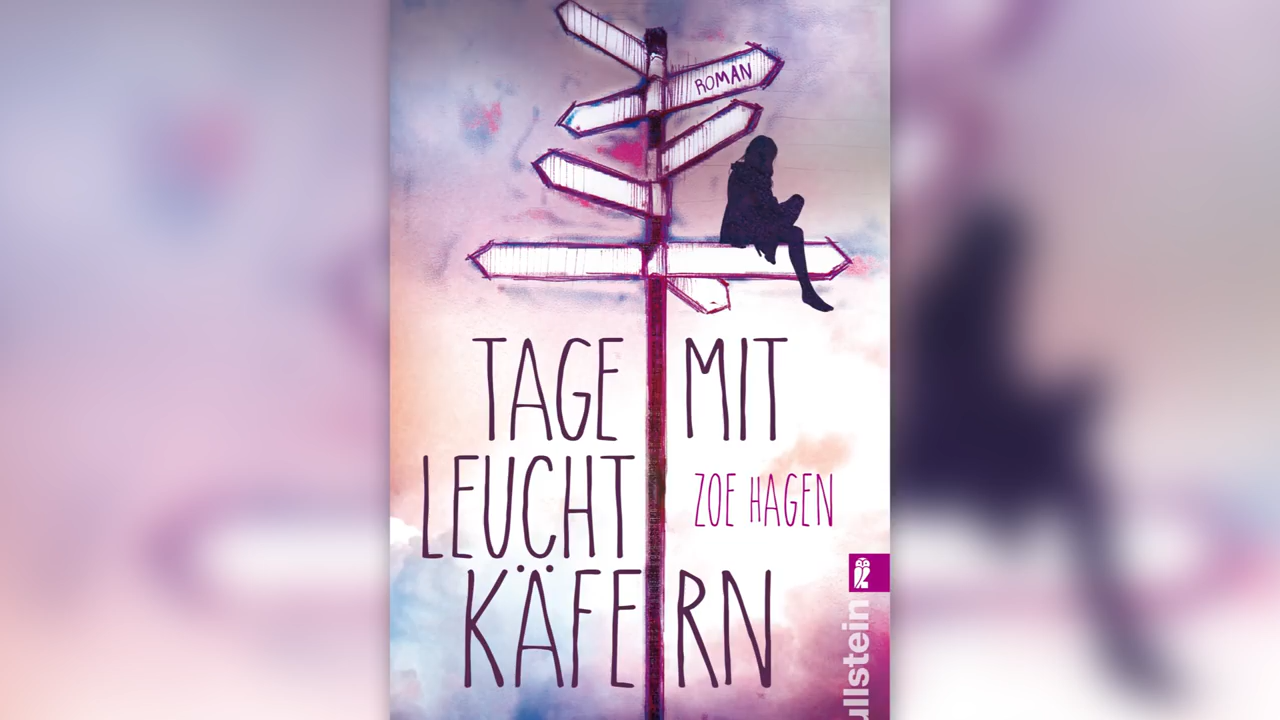 ROMAN
TAGE MIT
LEUCHT
ZOE HAGEN
KÄFERN
ullstein